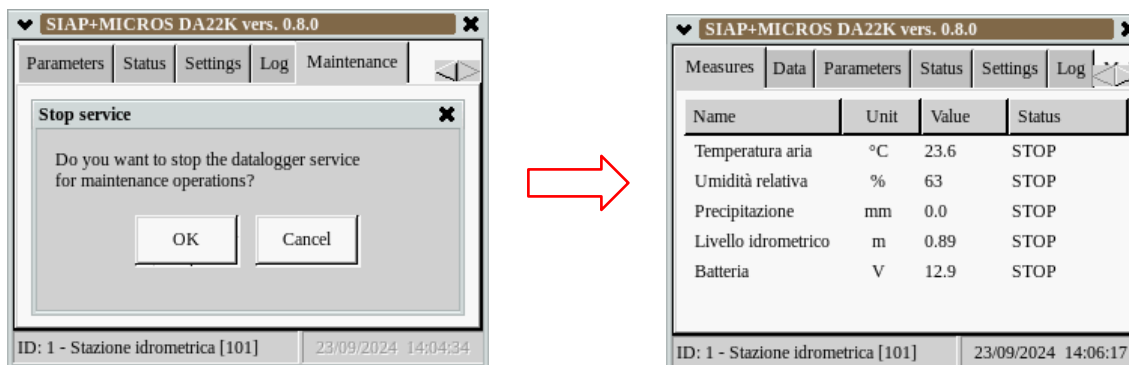 SIAP+MICROS DA22K vers. 0.8.0
Parameters Status Settings Log Maintenance
Stop service
Do you want to stop the datalogger service
for maintenance operations?
OK Cancel
ID: 1 - Stazione idrometrica [101] 23/09/2024 14:04:34
SIAP+MICROS DA22K vers. 0.8.0
Measures Data Parameters Status Settings Log
Name Unit Value Status
Temperatura aria °C 23.6 STOP
Umidità relativa % 63 STOP
Precipitazione mm 0.0 STOP
Livello idrometrico m 0.89 STOP
Batteria V 12.9 STOP
ID: 1 - Stazione idrometrica [101] 23/09/2024 14:06:17